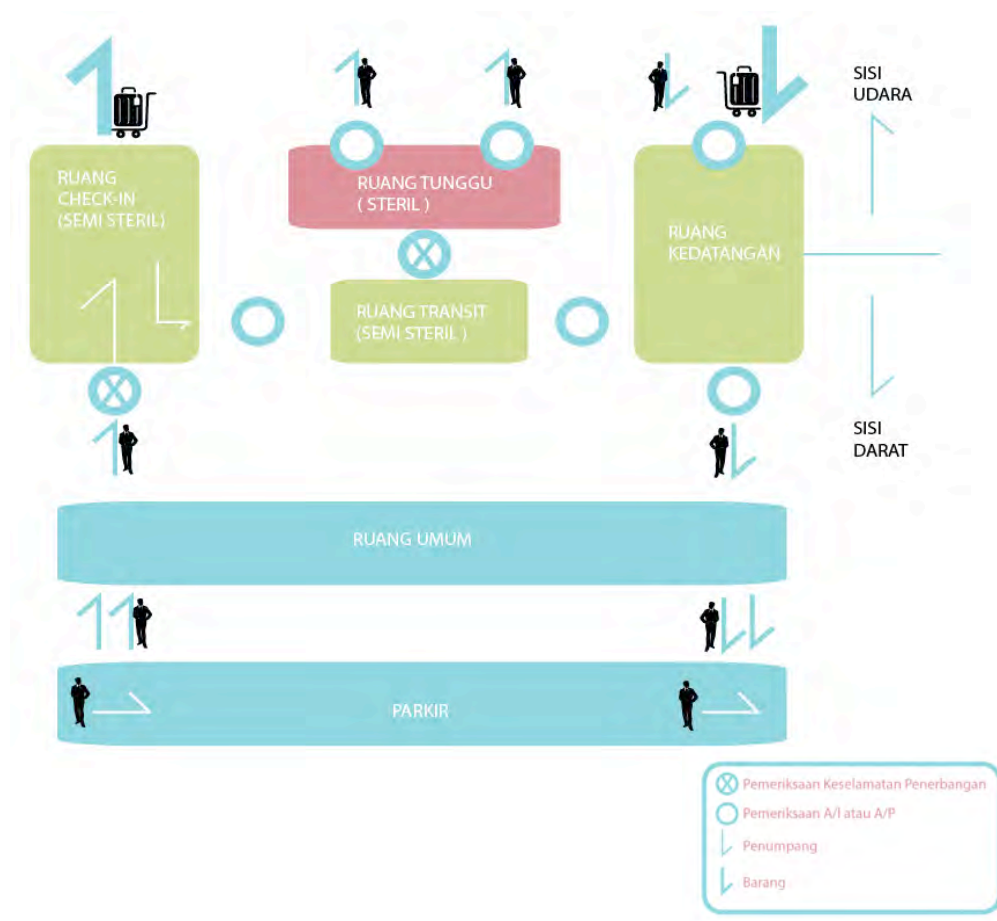 SISI
UDARA
RUANG
CHECK-IN
(SEMI STERIL)
RUANG TUNGGU
( STERIL )
RUANG
KEDATANGAN
RUANG TRANSIT
(SEMI STERIL )
SISI
DARAT
RUANG UMUM
PARKIR
Pemeriksaan Keselamatan Penerbangan
Pemeriksaan A/I atau A/P
Penumpang
Barang